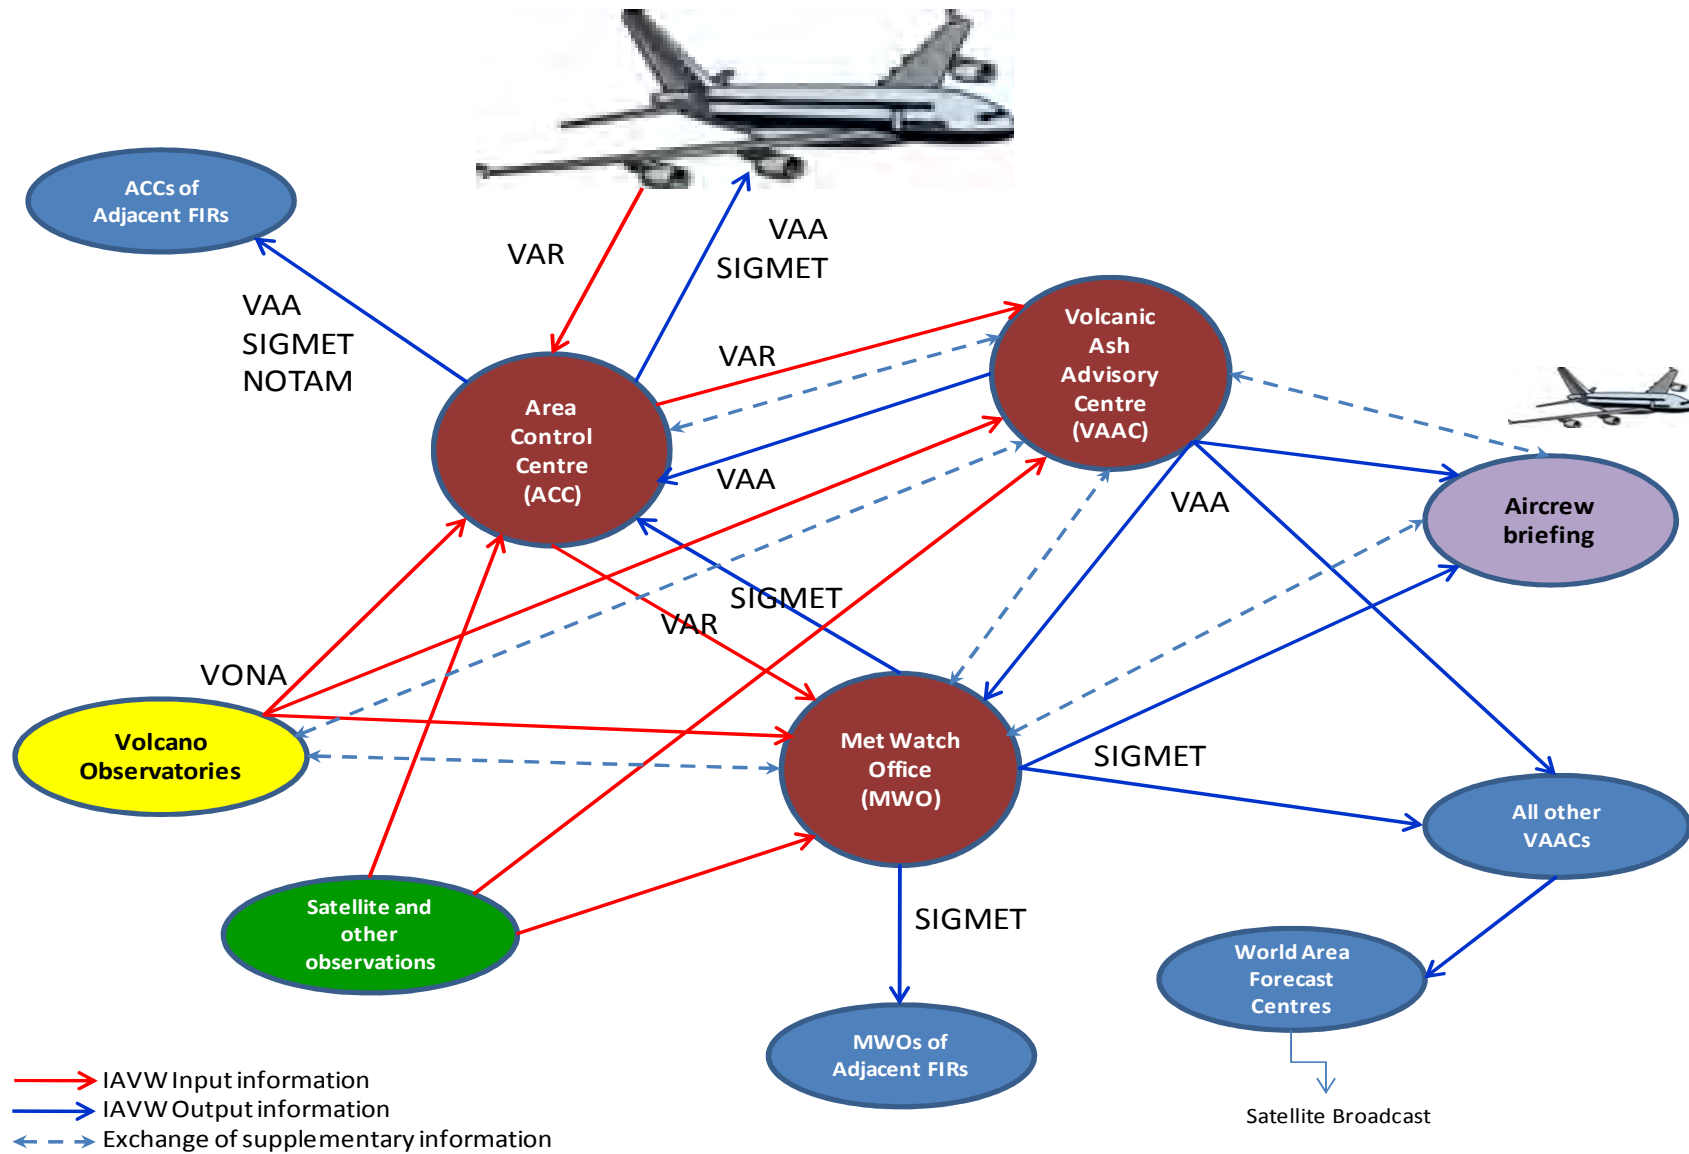 ACCs of
Adjacent FIRs
VAR
VAA
SIGMET
VAA
SIGMET
NOTAM
VAR
Volcanic
Ash
Advisory
Centre
(VAAC)
Area
Control
Centre
(ACC)
VAA
VAA
Aircrew
briefing
SIGMET
VAR
VONA
Volcano
Observatories
Met Watch
Office
(MWO)
SIGMET
All other
VAACs
Satellite and
other
observations
SIGMET
World Area
Forecast
Centres
MWOs of
Adjacent FIRs
IAVW Input information
IAVW Output information
Exchange of supplementary information
Satellite Broadcast